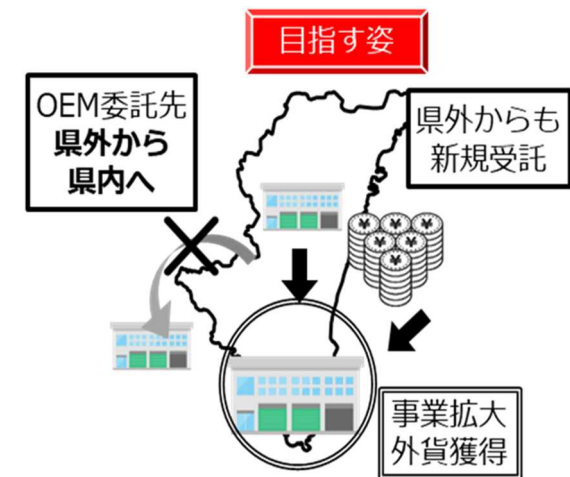 目指す姿
OEM委託先
県外から
県内へ
県外からも
新規受託
¥ ¥ ¥
¥ ¥
¥
事業拡大
外貨獲得